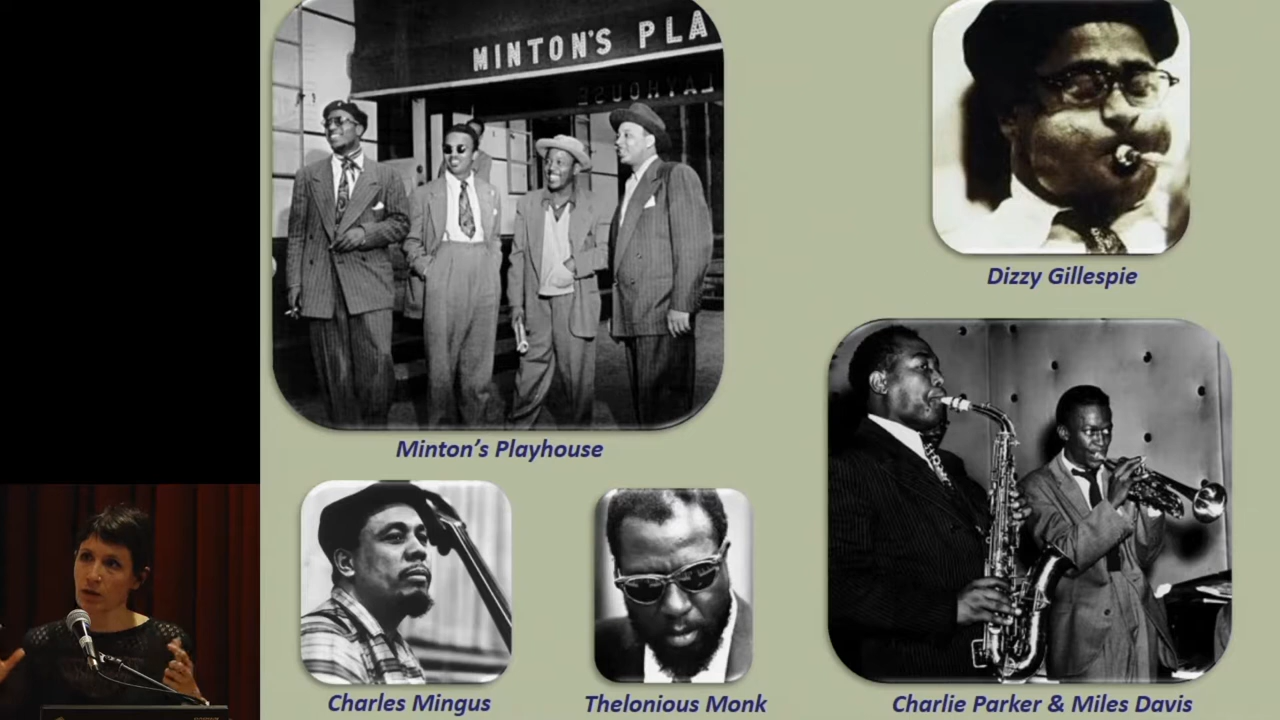 MINTON'S PLA
Dizzy Gillespie
Minton's Playhouse
Charles Mingus
Thelonious Monk
Charlie Parker & Miles Davis